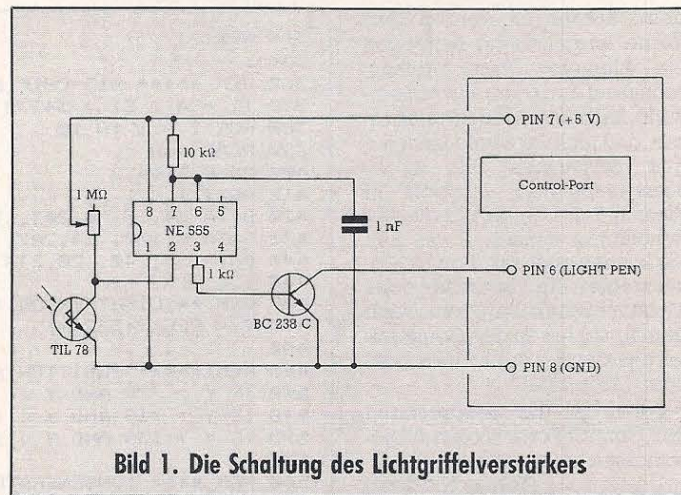 PIN 7 (+5 V)
10 kΩ
Control-Port
1 MΩ
8 7 6 5
NE 555
1 2 3 4
1 nF
1 kΩ
PIN 6 (LIGHT PEN)
BC 238 C
TIL 78
PIN 8 (GND)
Bild 1. Die Schaltung des Lichtgriffelverstärkers